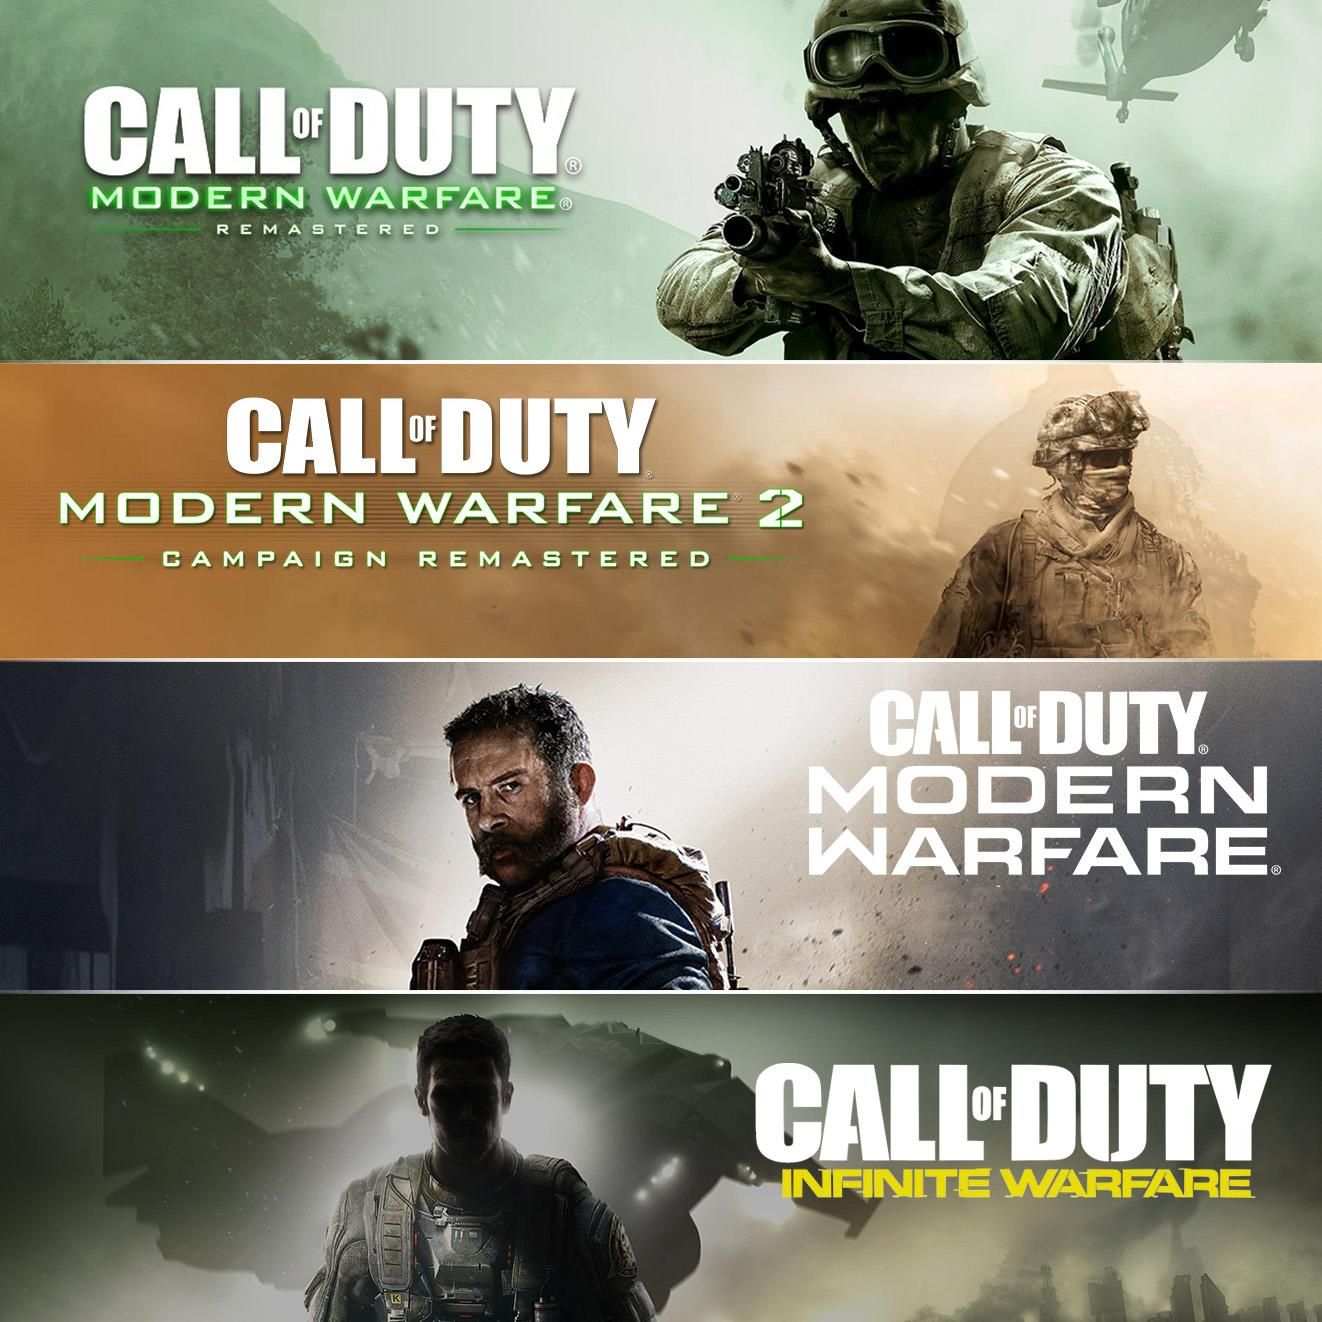 CALL OF DUTY®
MODERN WARFARE®
REMASTERED
CALL OF DUTY®
MODERN WARFARE® 2
CAMPAIGN REMASTERED
CALL OF DUTY®
MODERN
WARFARE®
K
CALL OF DUTY
INFINITE WARFARE